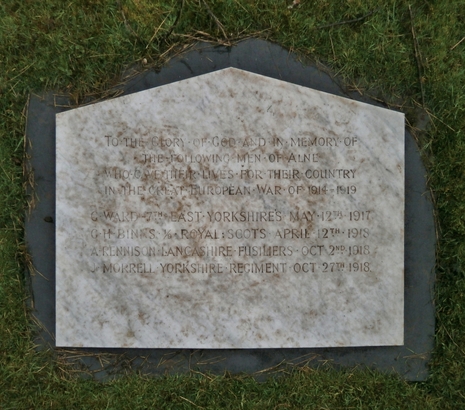 TO·THE·GLORY·OF·GOD·AND·IN·MEMORY·OF
THE·FOLLOWING·MEN·OF·ALNE
WHO·GAVE·THEIR·LIVES·FOR·THEIR·COUNTRY
IN·THE·GREAT·EUROPEAN·WAR·OF·1914-1919
WARD·7TH·EAST·YORKSHIRES·MAY·12TH·1917
H·BINKS·ROYAL·SCOTS·APRIL·12TH·1918
A·PENNISON·LANCASHIRE·FUSILIERS·OCT·2ND·1918
MORRELL·YORKSHIRE·REGIMENT·OCT·27TH·1918